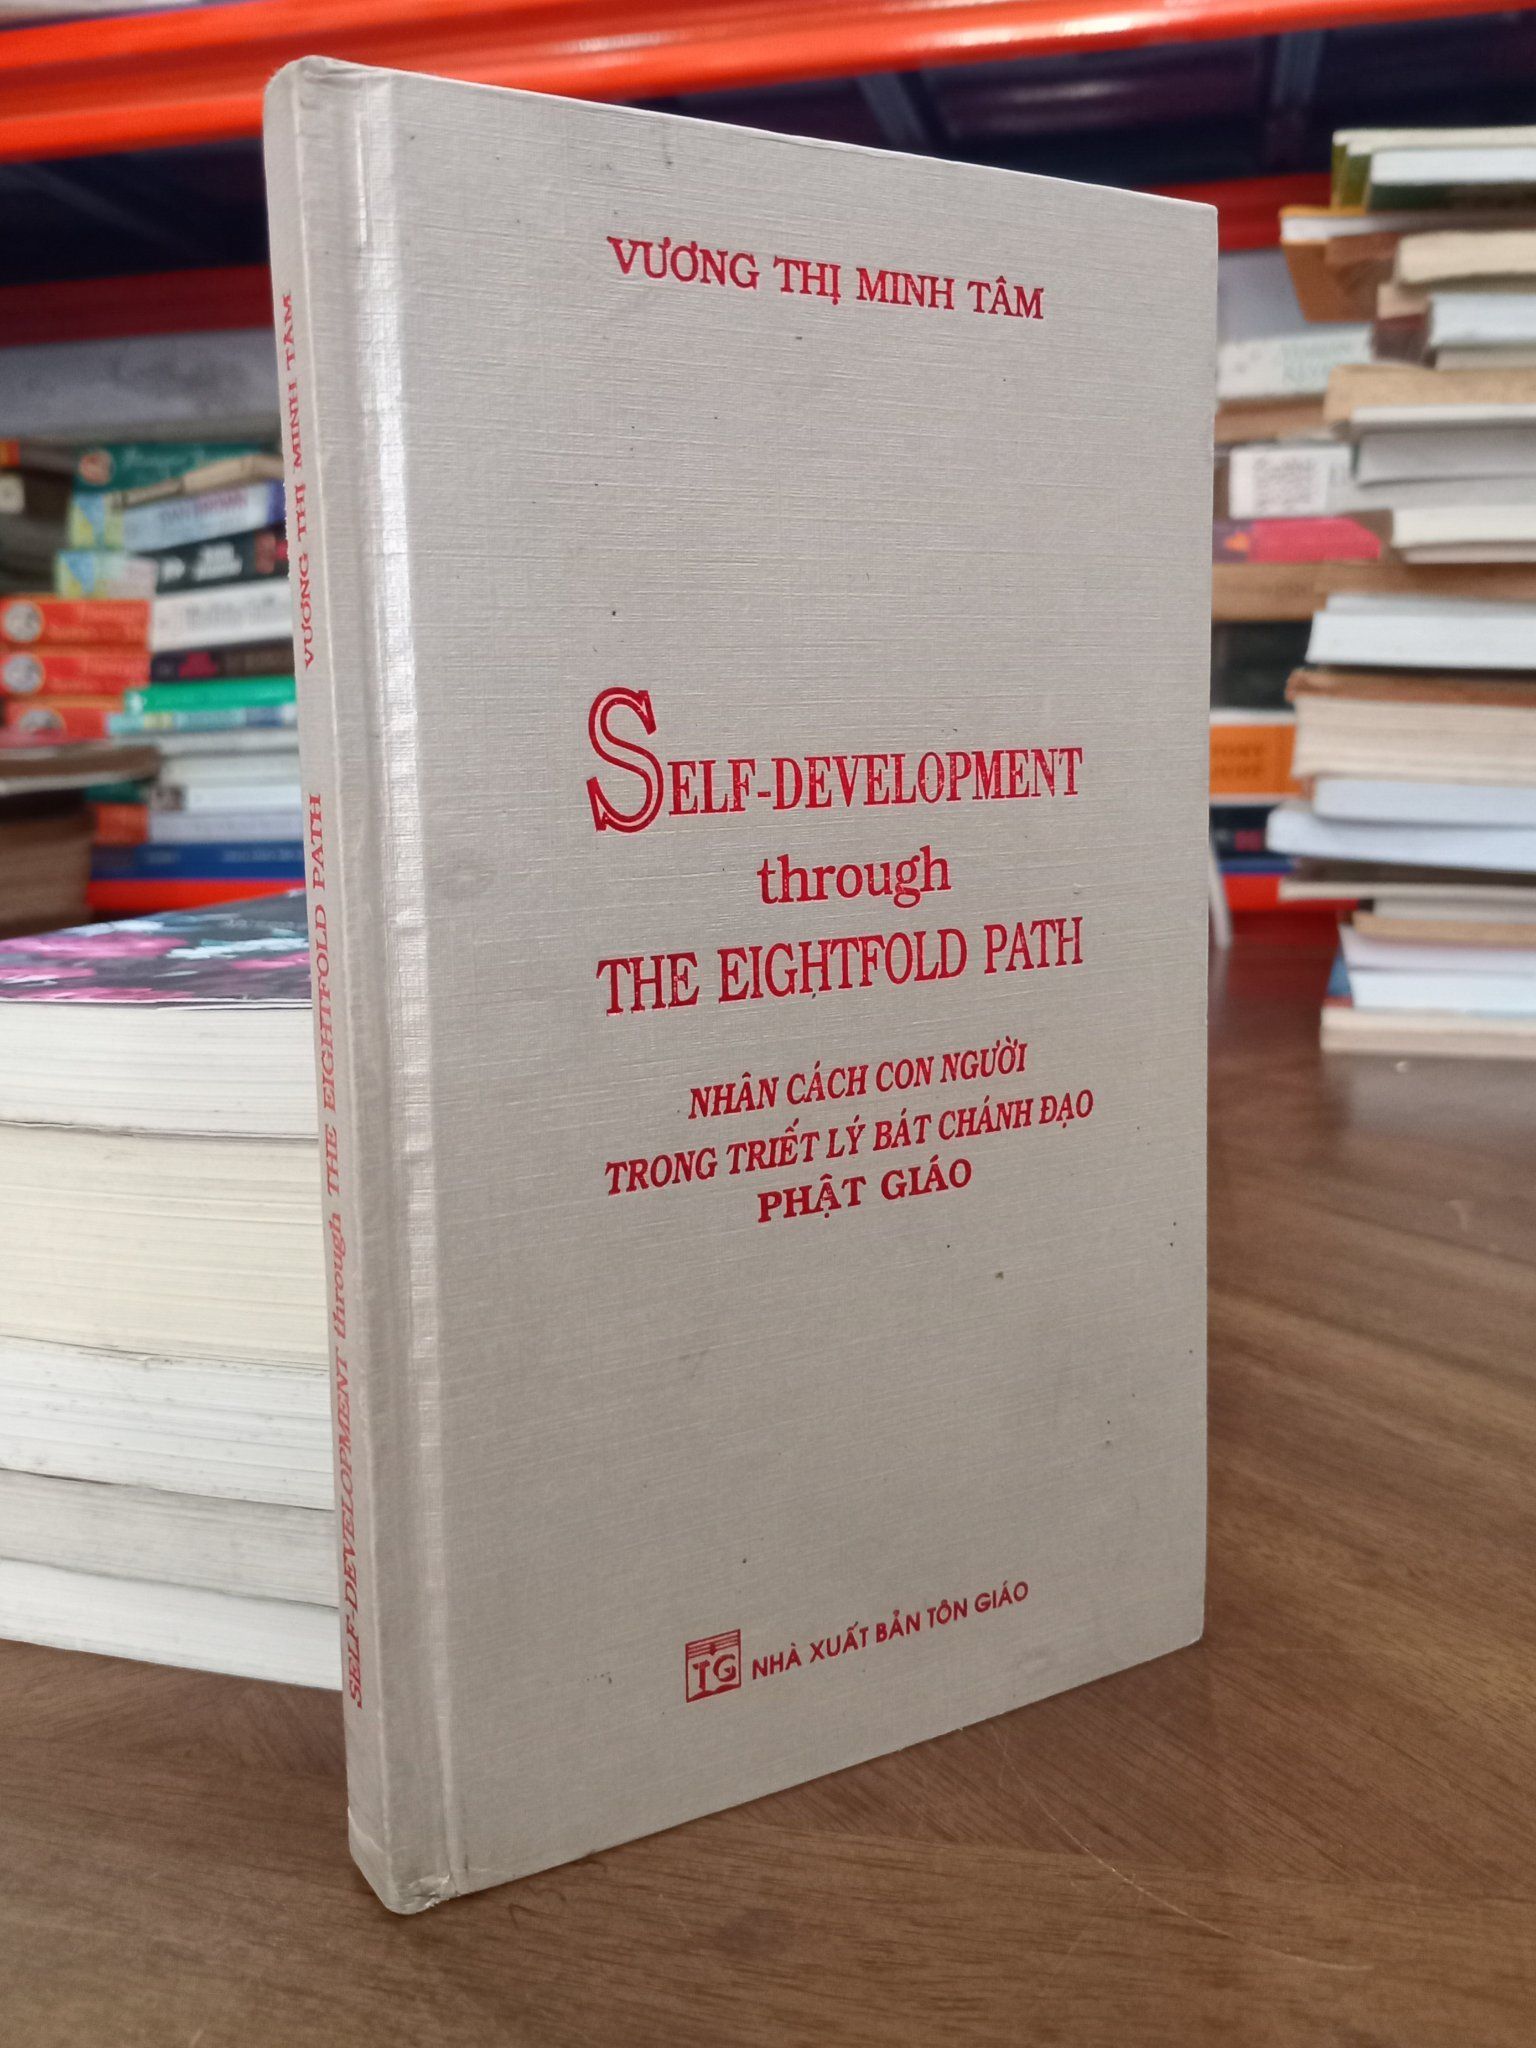 VƯƠNG THỊ MINH TÂM
SELF-DEVELOPMENT
through
THE EIGHTFOLD PATH
NHÂN CÁCH CON NGƯỜI
TRONG TRIẾT LÝ BÁT CHÁNH ĐẠO
PHẬT GIÁO
TG NHÀ XUẤT BẢN TÔN GIÁO
SELF-DEVELOPMENT through THE EIGHTFOLD PATH VƯƠNG THỊ MINH TÂM